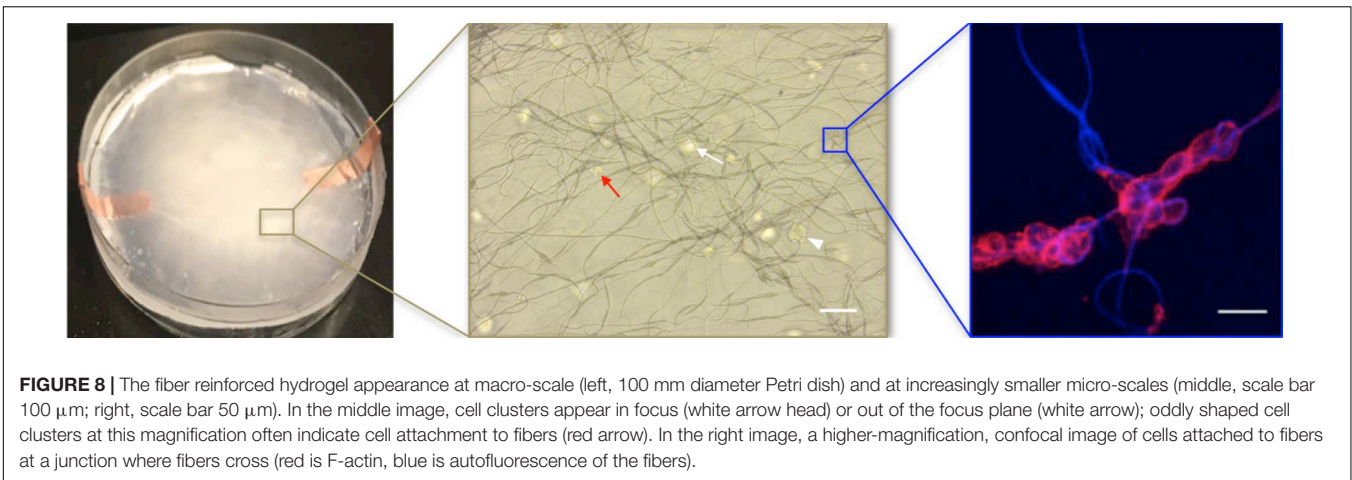 FIGURE 8 | The fiber reinforced hydrogel appearance at macro-scale (left, 100 mm diameter Petri dish) and at increasingly smaller micro-scales (middle, scale bar
100 μm; right, scale bar 50 μm). In the middle image, cell clusters appear in focus (white arrow head) or out of the focus plane (white arrow); oddly shaped cell
clusters at this magnification often indicate cell attachment to fibers (red arrow). In the right image, a higher-magnification, confocal image of cells attached to fibers
at a junction where fibers cross (red is F-actin, blue is autofluorescence of the fibers).